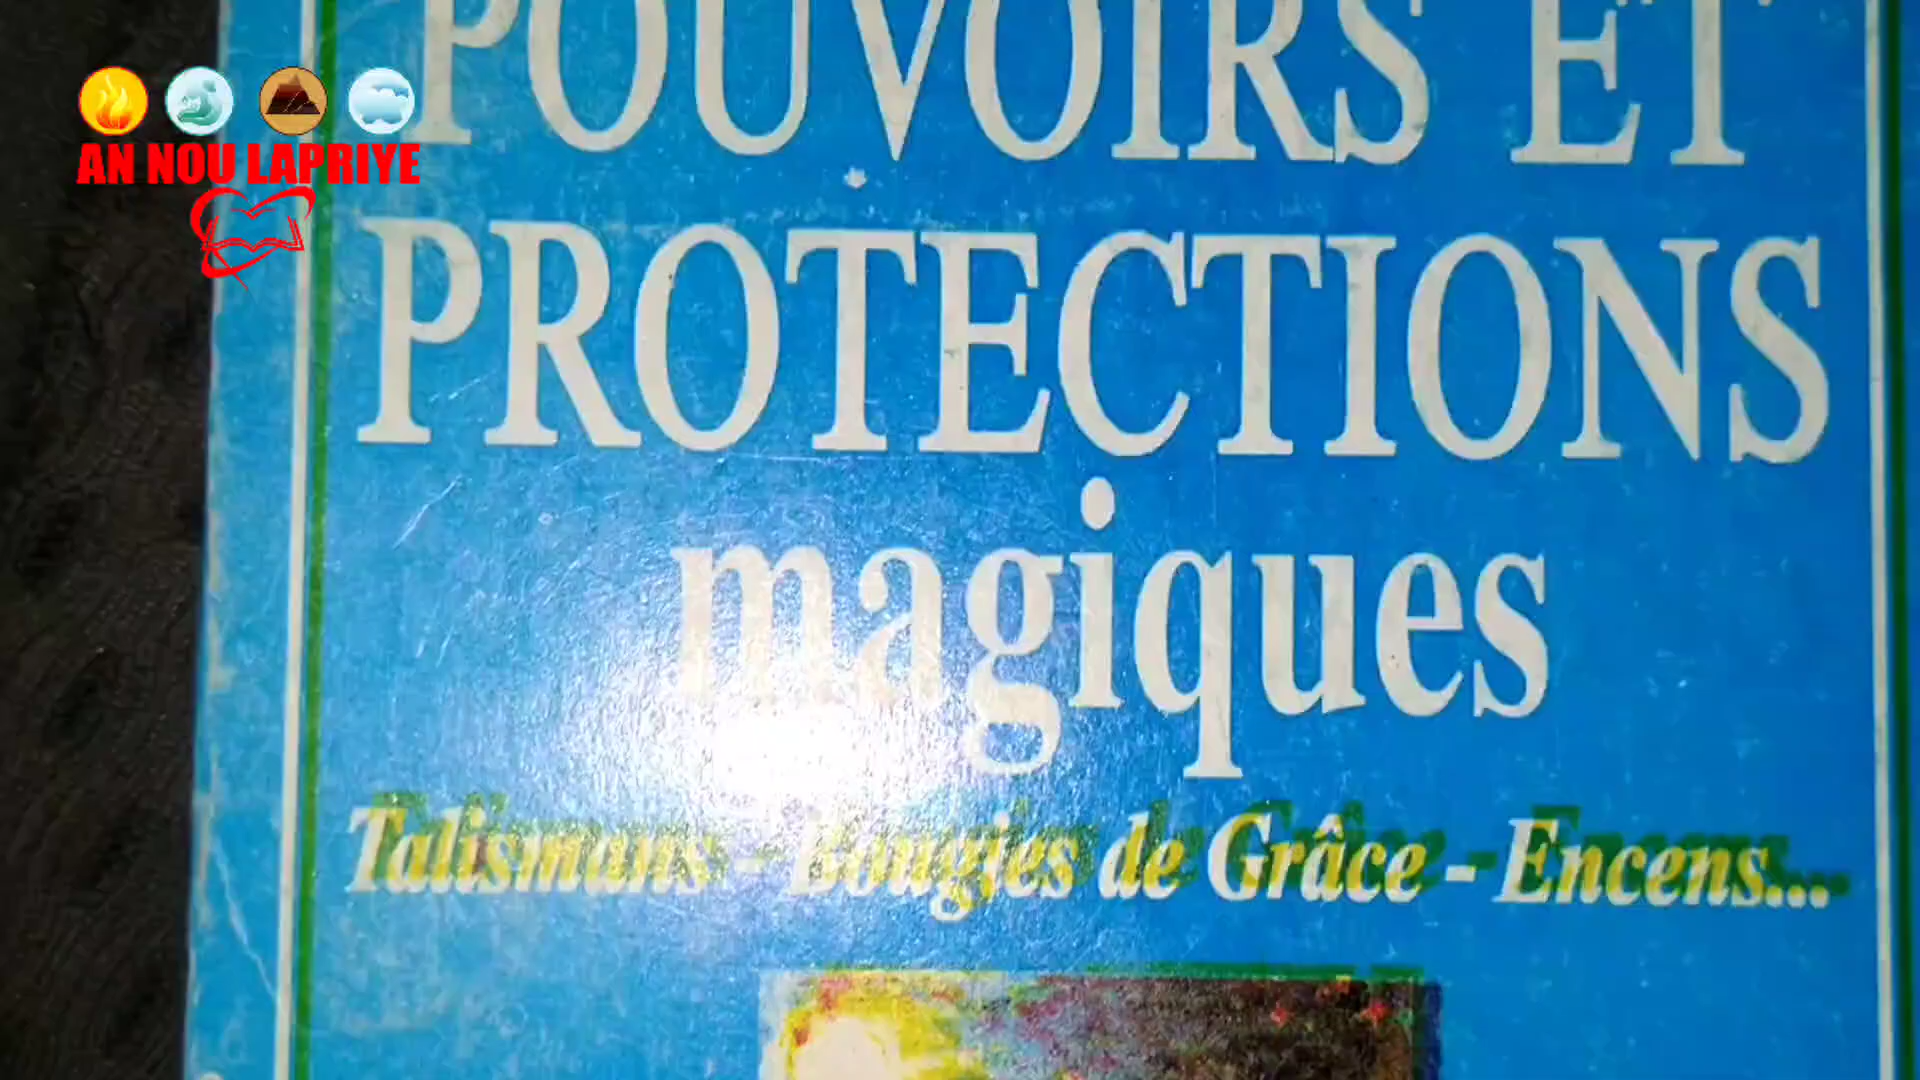 POUVOIRS ET
AN NOU LAPRIYE
PROTECTIONS
magiques
Talismans - Bougies de Grâce - Encens...